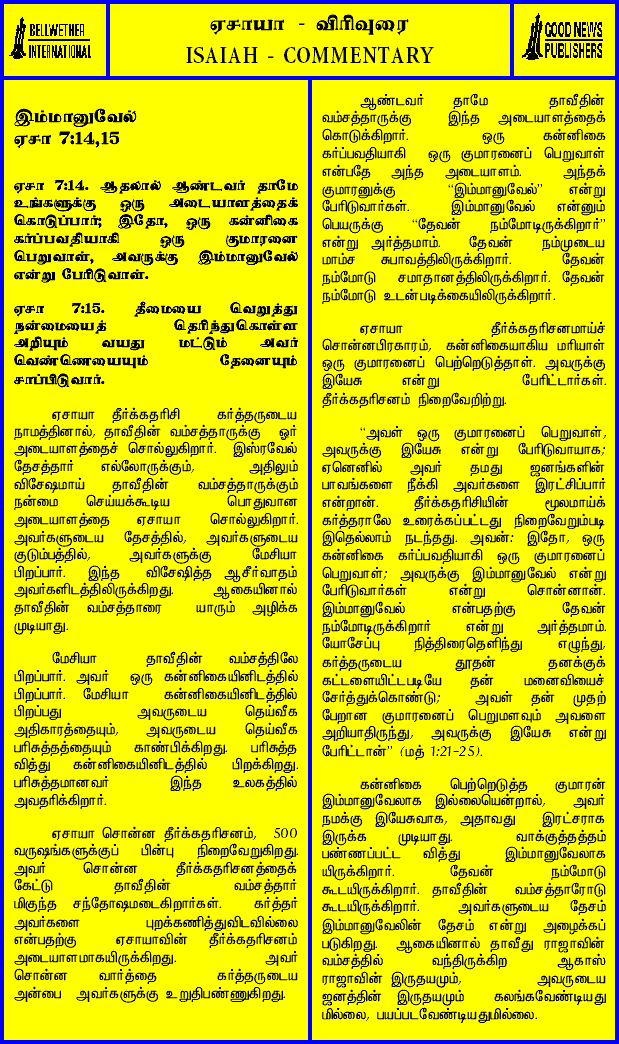 BELLWETHER
INTERNATIONAL
ஏசாயா - விரிவுரை
ISAIAH - COMMENTARY
GOOD NEWS
PUBLISHERS
இம்மானுவேல்
ஏசா 7:14,15
ஏசா 7:14. ஆதலால் ஆண்டவர் தாமே
உங்களுக்கு ஒரு அடையாளத்தைக்
கொடுப்பார்; இதோ, ஒரு கன்னிகை
கர்ப்பவதியாகி ஒரு குமாரனை
பெறுவாள், அவருக்கு இம்மானுவேல்
என்று பேரிடுவாள்.
ஏசா 7:15. தீமையை வெறுத்து
நன்மையைத் தெரிந்துகொள்ள
அறியும் வயது மட்டும் அவர்
வெண்ணெயையும் தேனையும்
சாப்பிடுவார்.
ஏசாயா தீர்க்கதரிசி கர்த்தருடைய
நாமத்தினால், தாவீதின் வம்சத்தாருக்கு ஓர்
அடையாளத்தைச் சொல்லுகிறார். இஸ்ரவேல்
தேசத்தார் எல்லோருக்கும், அதிலும்
விசேஷமாய் தாவீதின் வம்சத்தாருக்கும்
நன்மை செய்யக்கூடிய பொதுவான
அடையாளத்தை ஏசாயா சொல்லுகிறார்.
அவர்களுடைய தேசத்தில், அவர்களுடைய
குடும்பத்தில், அவர்களுக்கு மேசியா
பிறப்பார். இந்த விசேஷித்த ஆசீர்வாதம்
அவர்களிடத்திலிருக்கிறது. ஆகையினால்
தாவீதின் வம்சத்தாரை யாரும் அழிக்க
முடியாது.
மேசியா தாவீதின் வம்சத்திலே
பிறப்பார். அவர் ஒரு கன்னிகையினிடத்தில்
பிறப்பார். மேசியா கன்னிகையினிடத்தில்
பிறப்பது அவருடைய தெய்வீக
அதிகாரத்தையும், அவருடைய தெய்வீக
பரிசுத்தத்தையும் காண்பிக்கிறது. பரிசுத்த
வித்து கன்னிகையினிடத்தில் பிறக்கிறது.
பரிசுத்தமானவர் இந்த உலகத்தில்
அவதரிக்கிறார்.
ஏசாயா சொன்ன தீர்க்கதரிசனம், 500
வருஷங்களுக்குப் பின்பு நிறைவேறுகிறது.
அவர் சொன்ன தீர்க்கதரிசனத்தைக்
கேட்டு தாவீதின் வம்சத்தார்
மிகுந்த சந்தோஷமடைகிறார்கள். கர்த்தர்
அவர்களை புறக்கணித்துவிடவில்லை
என்பதற்கு ஏசாயாவின் தீர்க்கதரிசனம்
அடையாளமாகயிருக்கிறது. அவர்
சொன்ன வார்த்தை கர்த்தருடைய
அன்பை அவர்களுக்கு உறுதிபண்ணுகிறது.
ஆண்டவர் தாமே தாவீதின்
வம்சத்தாருக்கு இந்த அடையாளத்தைக்
கொடுக்கிறார். ஒரு கன்னிகை
கர்ப்பவதியாகி ஒரு குமாரனைப் பெறுவாள்
என்பதே அந்த அடையாளம். அந்தக்
குமாரனுக்கு “இம்மானுவேல்” என்று
பேரிடுவார்கள். இம்மானுவேல் என்னும்
பெயருக்கு “தேவன் நம்மோடிருக்கிறார்”
என்று அர்த்தமாம். தேவன் நம்முடைய
மாம்ச சுபாவத்திலிருக்கிறார். தேவன்
நம்மோடு சமாதானத்திலிருக்கிறார். தேவன்
நம்மோடு உடன்படிக்கையிலிருக்கிறார்.
ஏசாயா தீர்க்கதரிசனமாய்ச்
சொன்னபிரகாரம், கன்னிகையாகிய மரியாள்
ஒரு குமாரனைப் பெற்றெடுத்தாள். அவருக்கு
இயேசு என்று பேரிட்டார்கள்.
தீர்க்கதரிசனம் நிறைவேறிற்று.
“அவள் ஒரு குமாரனைப் பெறுவாள்,
அவருக்கு இயேசு என்று பேரிடுவாயாக;
ஏனெனில் அவர் தமது ஜனங்களின்
பாவங்களை நீக்கி அவர்களை இரட்சிப்பார்
என்றான். தீர்க்கதரிசியின் மூலமாய்க்
கர்த்தராலே உரைக்கப்பட்டது நிறைவேறும்படி
இதெல்லாம் நடந்தது. அவன்: இதோ, ஒரு
கன்னிகை கர்ப்பவதியாகி ஒரு குமாரனைப்
பெறுவாள்; அவருக்கு இம்மானுவேல் என்று
பேரிடுவார்கள் என்று சொன்னான்.
இம்மானுவேல் என்பதற்கு தேவன்
நம்மோடிருக்கிறார் என்று அர்த்தமாம்.
யோசேப்பு நித்திரைதெளிந்து எழுந்து,
கர்த்தருடைய தூதன் தனக்குக்
கட்டளையிட்டபடியே தன் மனைவியைச்
சேர்த்துக்கொண்டு; அவள் தன் முதற்
பேறான குமாரனைப் பெறுமளவும் அவளை
அறியாதிருந்து, அவருக்கு இயேசு என்று
பேரிட்டான்” (மத் 1:21-25).
கன்னிகை பெற்றெடுத்த குமாரன்
இம்மானுவேலாக இல்லையென்றால், அவர்
நமக்கு இயேசுவாக, அதாவது இரட்சராக
இருக்க முடியாது. வாக்குத்தத்தம்
பண்ணப்பட்ட வித்து இம்மானுவேலாக
யிருக்கிறார். தேவன் நம்மோடு
கூடயிருக்கிறார். தாவீதின் வம்சத்தாரோடு
கூடயிருக்கிறார். அவர்களுடைய தேசம்
இம்மானுவேலின் தேசம் என்று அழைக்கப்
படுகிறது. ஆகையினால் தாவீது ராஜாவின்
வம்சத்தில் வந்திருக்கிற ஆகாஸ்
ராஜாவின் இருதயமும், அவருடைய
ஜனத்தின் இருதயமும் கலங்கவேண்டியது
மில்லை, பயப்படவேண்டியதுமில்லை.